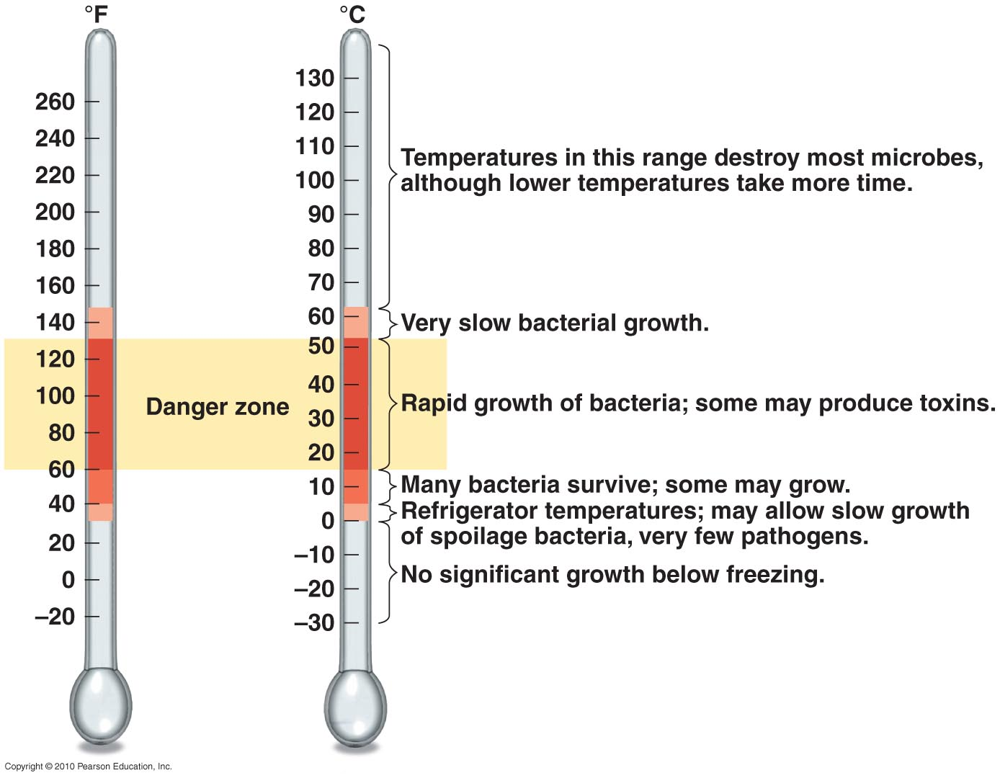 °F
°C
260
240
220
200
180
160
140
120
100
80
60
40
20
0
–20
130
120
110
100
90
80
70
60
50
40
30
20
10
0
–10
–20
–30
Temperatures in this range destroy most microbes,
although lower temperatures take more time.
Very slow bacterial growth.
Danger zone
Rapid growth of bacteria; some may produce toxins.
Many bacteria survive; some may grow.
Refrigerator temperatures; may allow slow growth
of spoilage bacteria, very few pathogens.
No significant growth below freezing.
Copyright © 2010 Pearson Education, Inc.